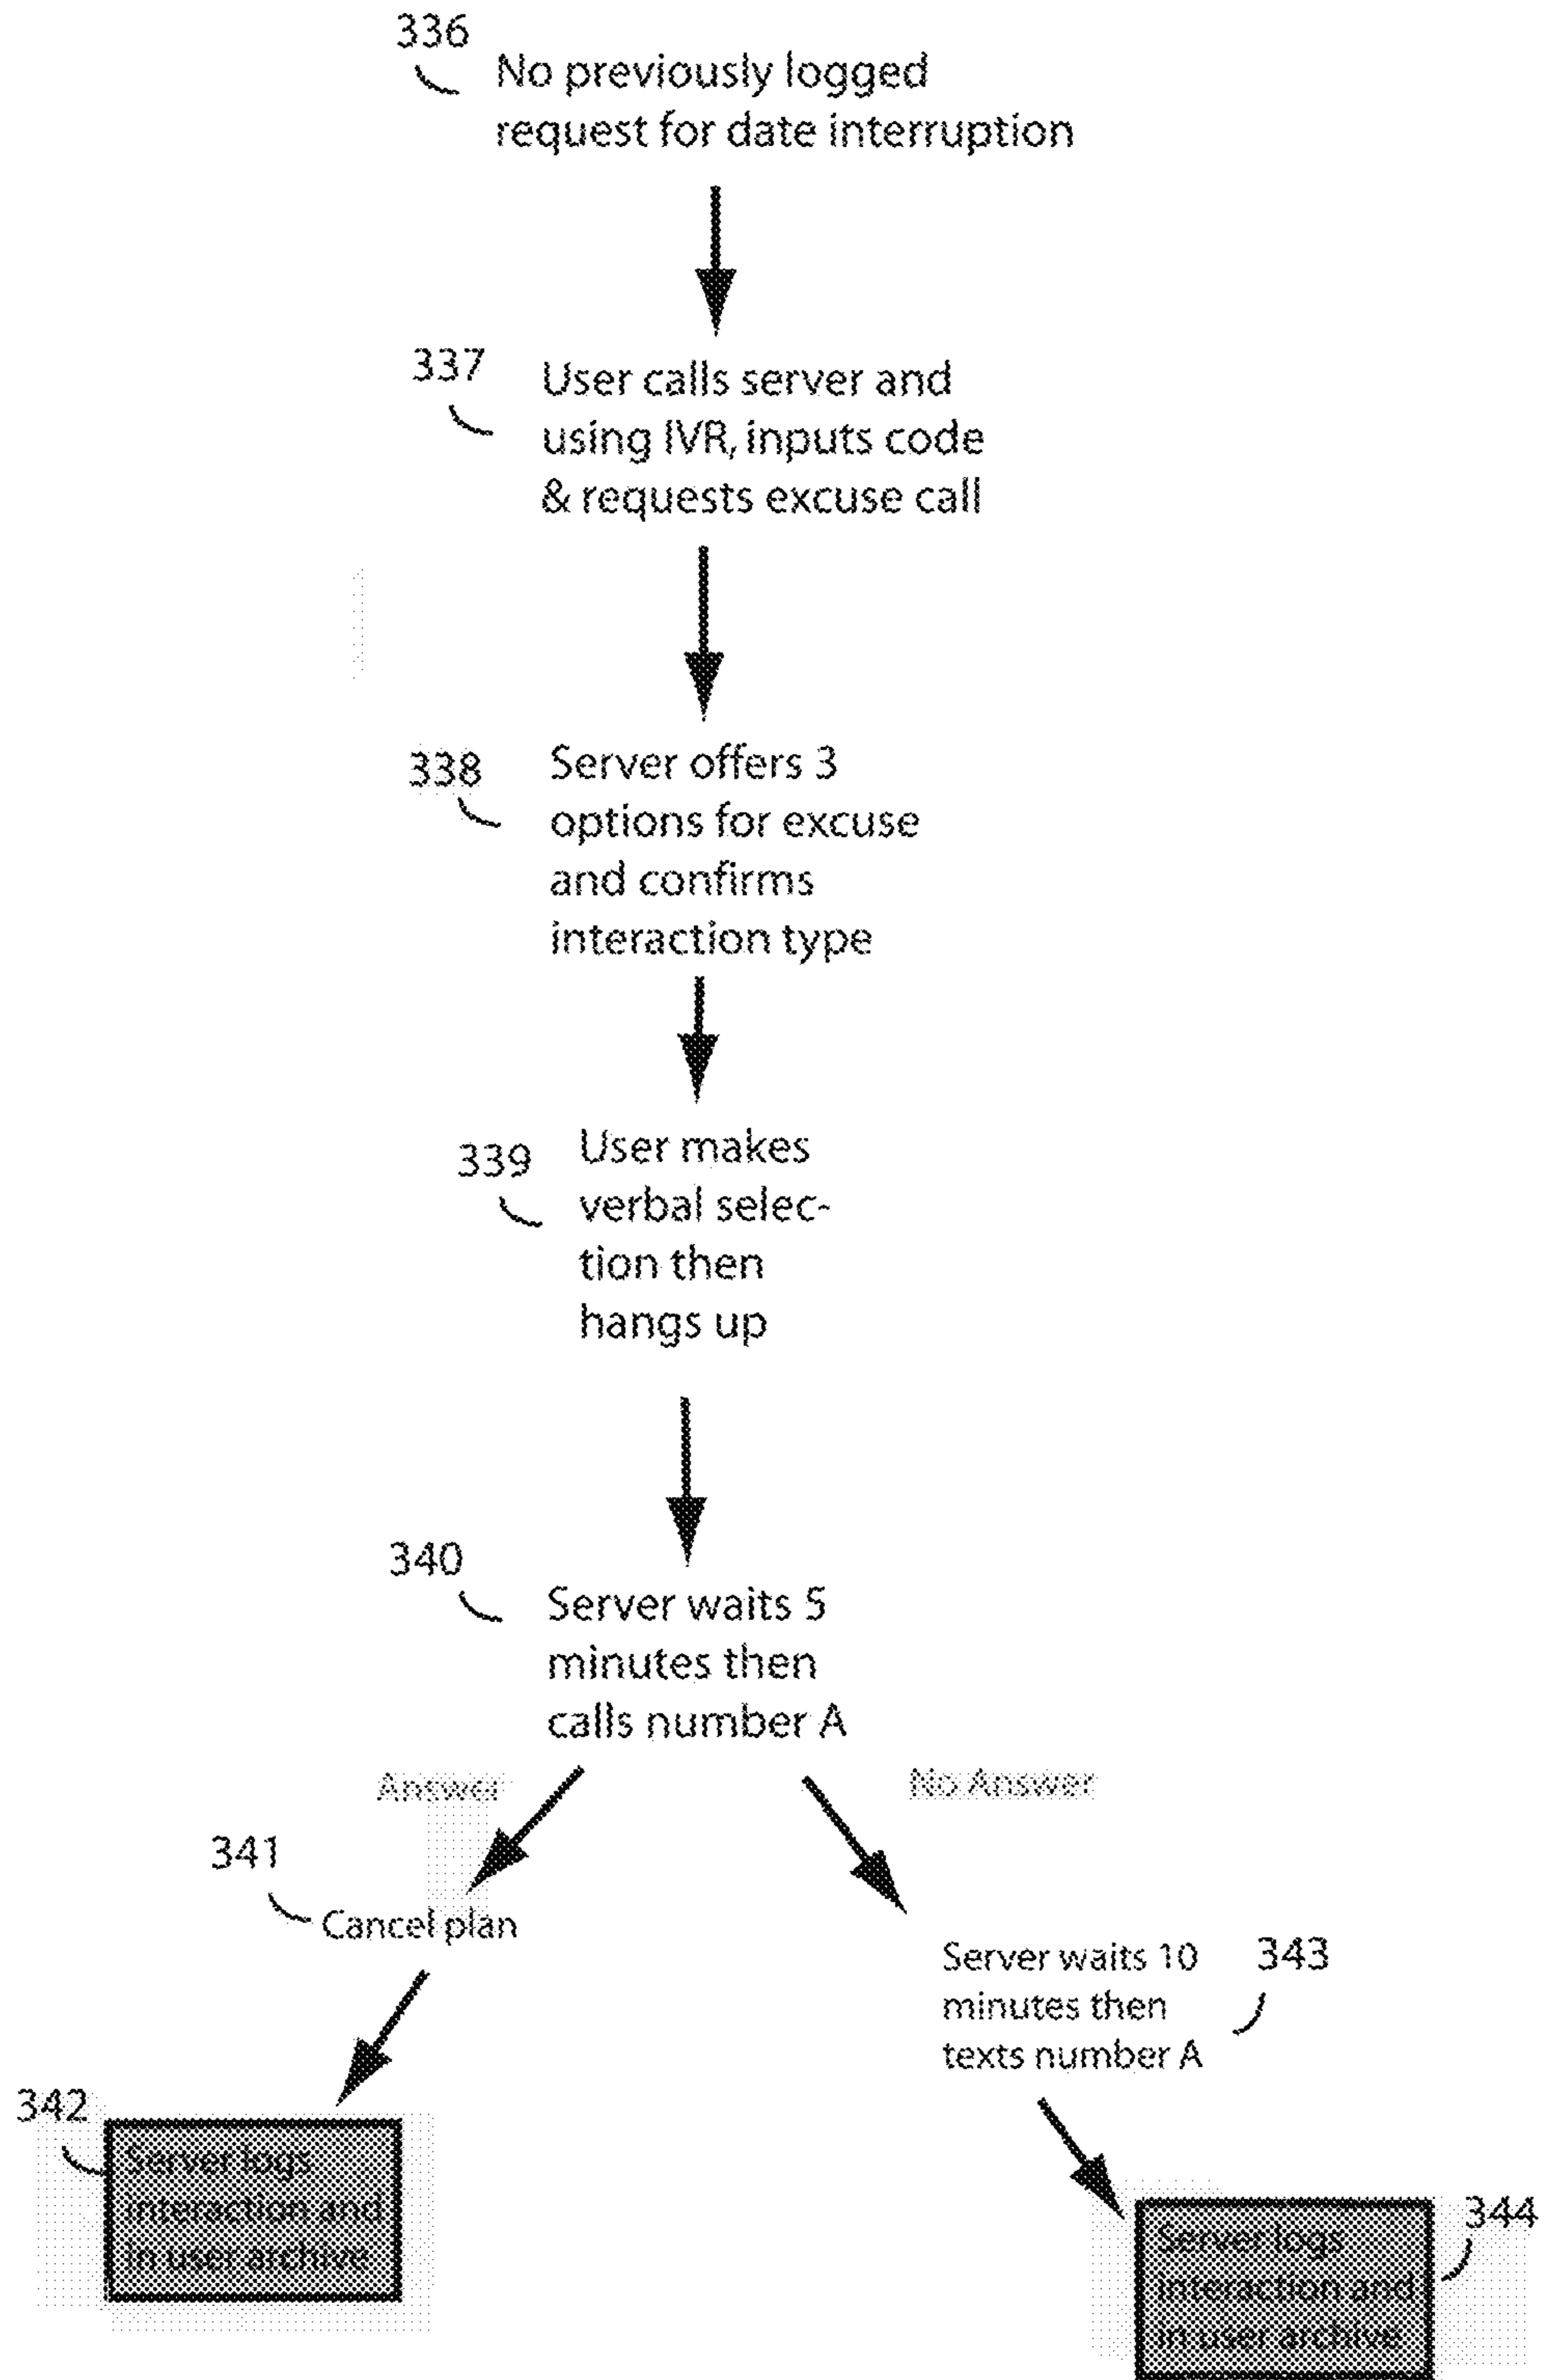 336
No previously logged
request for date interruption
337
User calls server and
using IVR, inputs code
& requests excuse call
338
Server offers 3
options for excuse
and confirms
interaction type
339
User makes
verbal selec-
tion then
hangs up
340
Server waits 5
minutes then
calls number A
Answer
No Answer
341
Cancel plan
Server waits 10
minutes then
texts number A
343
342
Server logs
interaction and
in user archive
344
Server logs
interaction and
in user archive